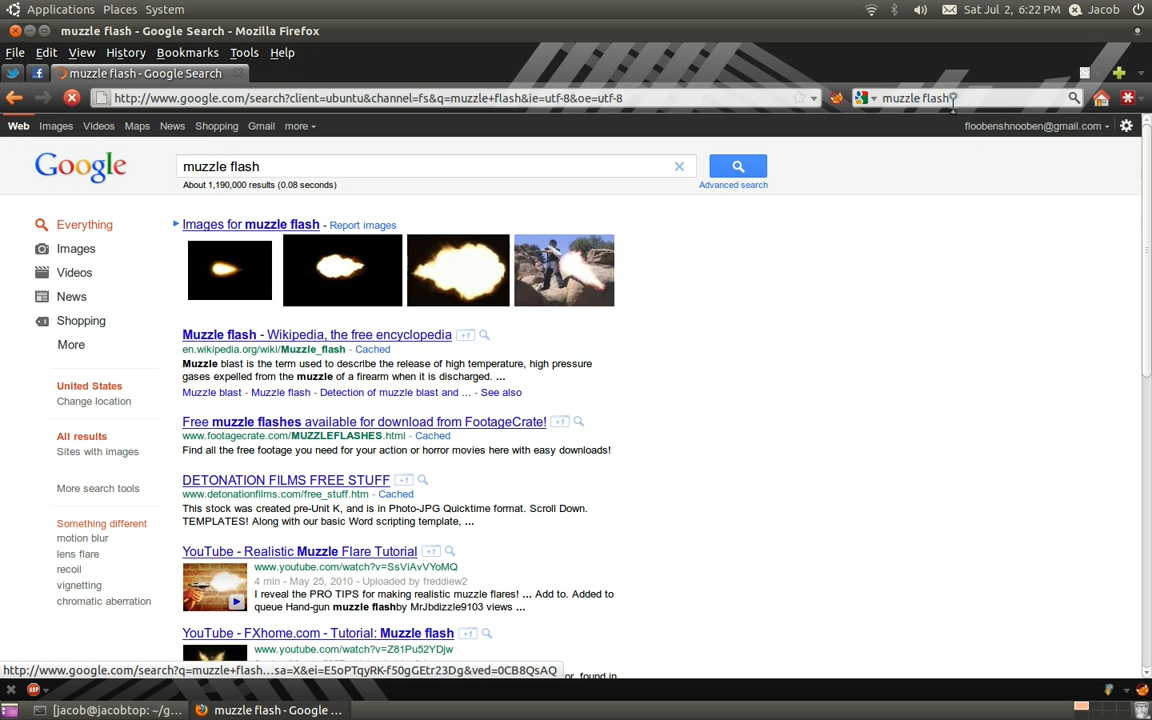 Applications Places System Sat Jul 2, 6:22 PM Jacob
muzzle flash - Google Search - Mozilla Firefox
File Edit View History Bookmarks Tools Help
muzzle flash - Google Search
http://www.google.com/search?client=ubuntu&channel=fs&q=muzzle+flash&ie=utf-8&oe=utf-8 muzzle flash
Web Images Videos Maps News Shopping Gmail more floobenshnooben@gmail.com
Google muzzle flash
About 1,190,000 results (0.08 seconds) Advanced search
Everything
Images
Videos
News
Shopping
More
United States
Change location
All results
Sites with images
More search tools
Something different
motion blur
lens flare
recoil
vignetting
chromatic aberration
Images for muzzle flash - Report images
Muzzle flash - Wikipedia, the free encyclopedia +1
en.wikipedia.org/wiki/Muzzle_flash - Cached
Muzzle blast is the term used to describe the release of high temperature, high pressure
gases expelled from the muzzle of a firearm when it is discharged. ...
Muzzle blast - Muzzle flash - Detection of muzzle blast and ... - See also
Free muzzle flashes available for download from FootageCrate! +1
www.footagecrate.com/MUZZLEFLASHES.html - Cached
Find all the free footage you need for your action or horror movies here with easy downloads!
DETONATION FILMS FREE STUFF +1
www.detonationfilms.com/free_stuff.htm - Cached
This stock was created pre-Unit K, and is in Photo-JPG Quicktime format. Scroll Down.
TEMPLATES! Along with our basic Word scripting template, ...
YouTube - Realistic Muzzle Flare Tutorial +1
www.youtube.com/watch?v=SsViAvVYoMQ
4 min - May 25, 2010 - Uploaded by freddiew2
I reveal the PRO TIPS for making realistic muzzle flares! ... Add to. Added to
queue Hand-gun muzzle flashby MrJbdizzle9103 views ...
YouTube - FXhome.com - Tutorial: Muzzle flash +1
www.youtube.com/watch?v=Z81Pu52YDjw
or, found in
http://www.google.com/search?q=muzzle+flash...sa=X&ei=E5oPTqyRK-f50gGEtr23Dg&ved=0CB8QsAQ
ABP
[jacob@jacobtop: ~/g... muzzle flash - Google ...